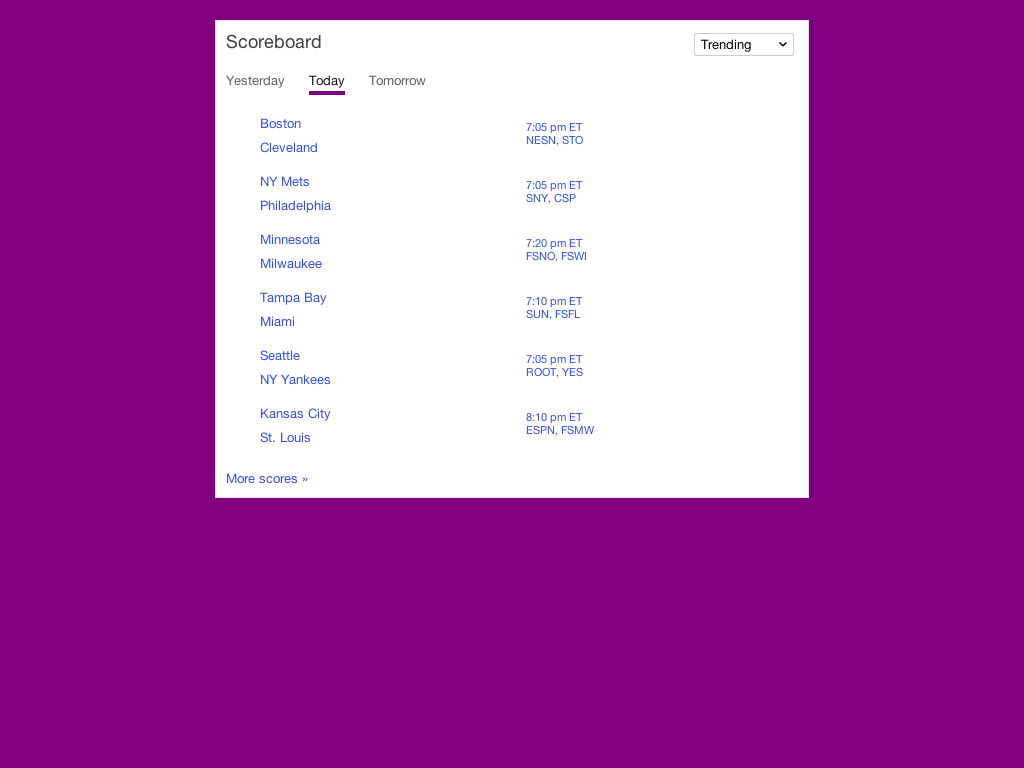 Scoreboard
Trending
Yesterday Today Tomorrow
Boston
Cleveland
7:05 pm ET
NESN, STO
NY Mets
Philadelphia
7:05 pm ET
SNY, CSP
Minnesota
Milwaukee
7:20 pm ET
FSNO, FSWI
Tampa Bay
Miami
7:10 pm ET
SUN, FSFL
Seattle
NY Yankees
7:05 pm ET
ROOT, YES
Kansas City
St. Louis
8:10 pm ET
ESPN, FSMW
More scores »